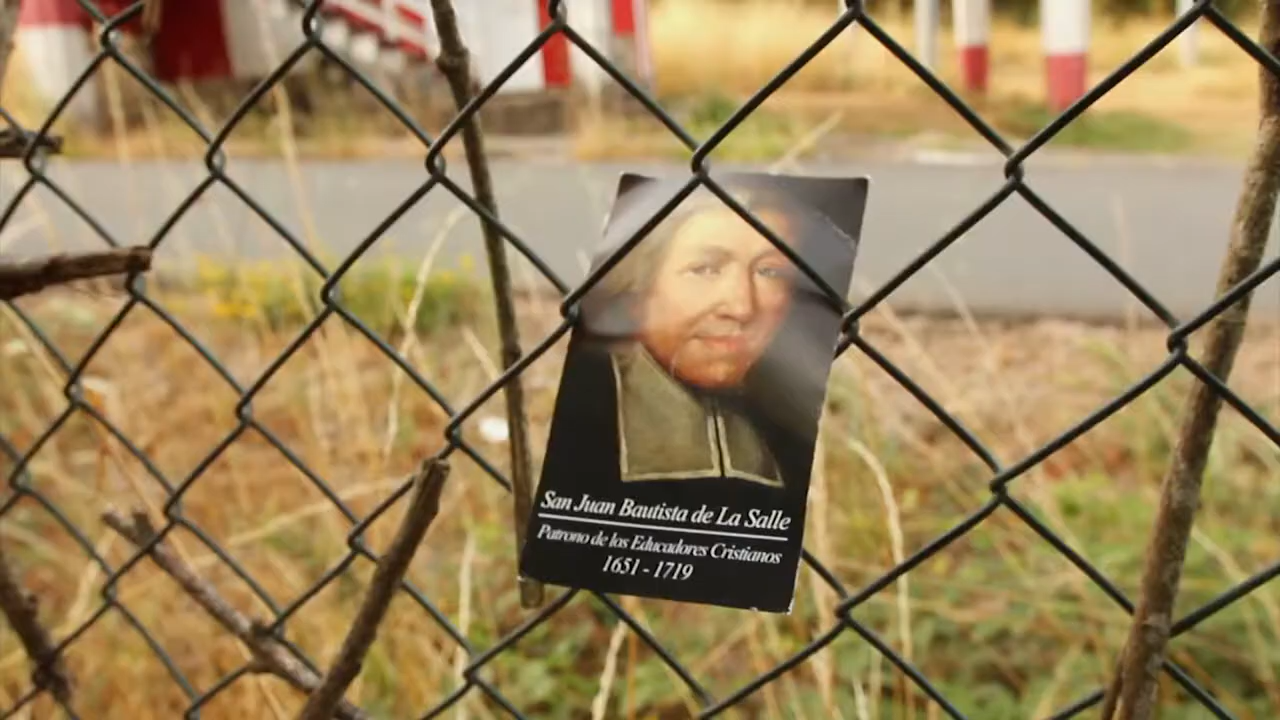 San Juan Bautista de La Salle
Patrono de los Educadores Cristianos
1651 - 1719